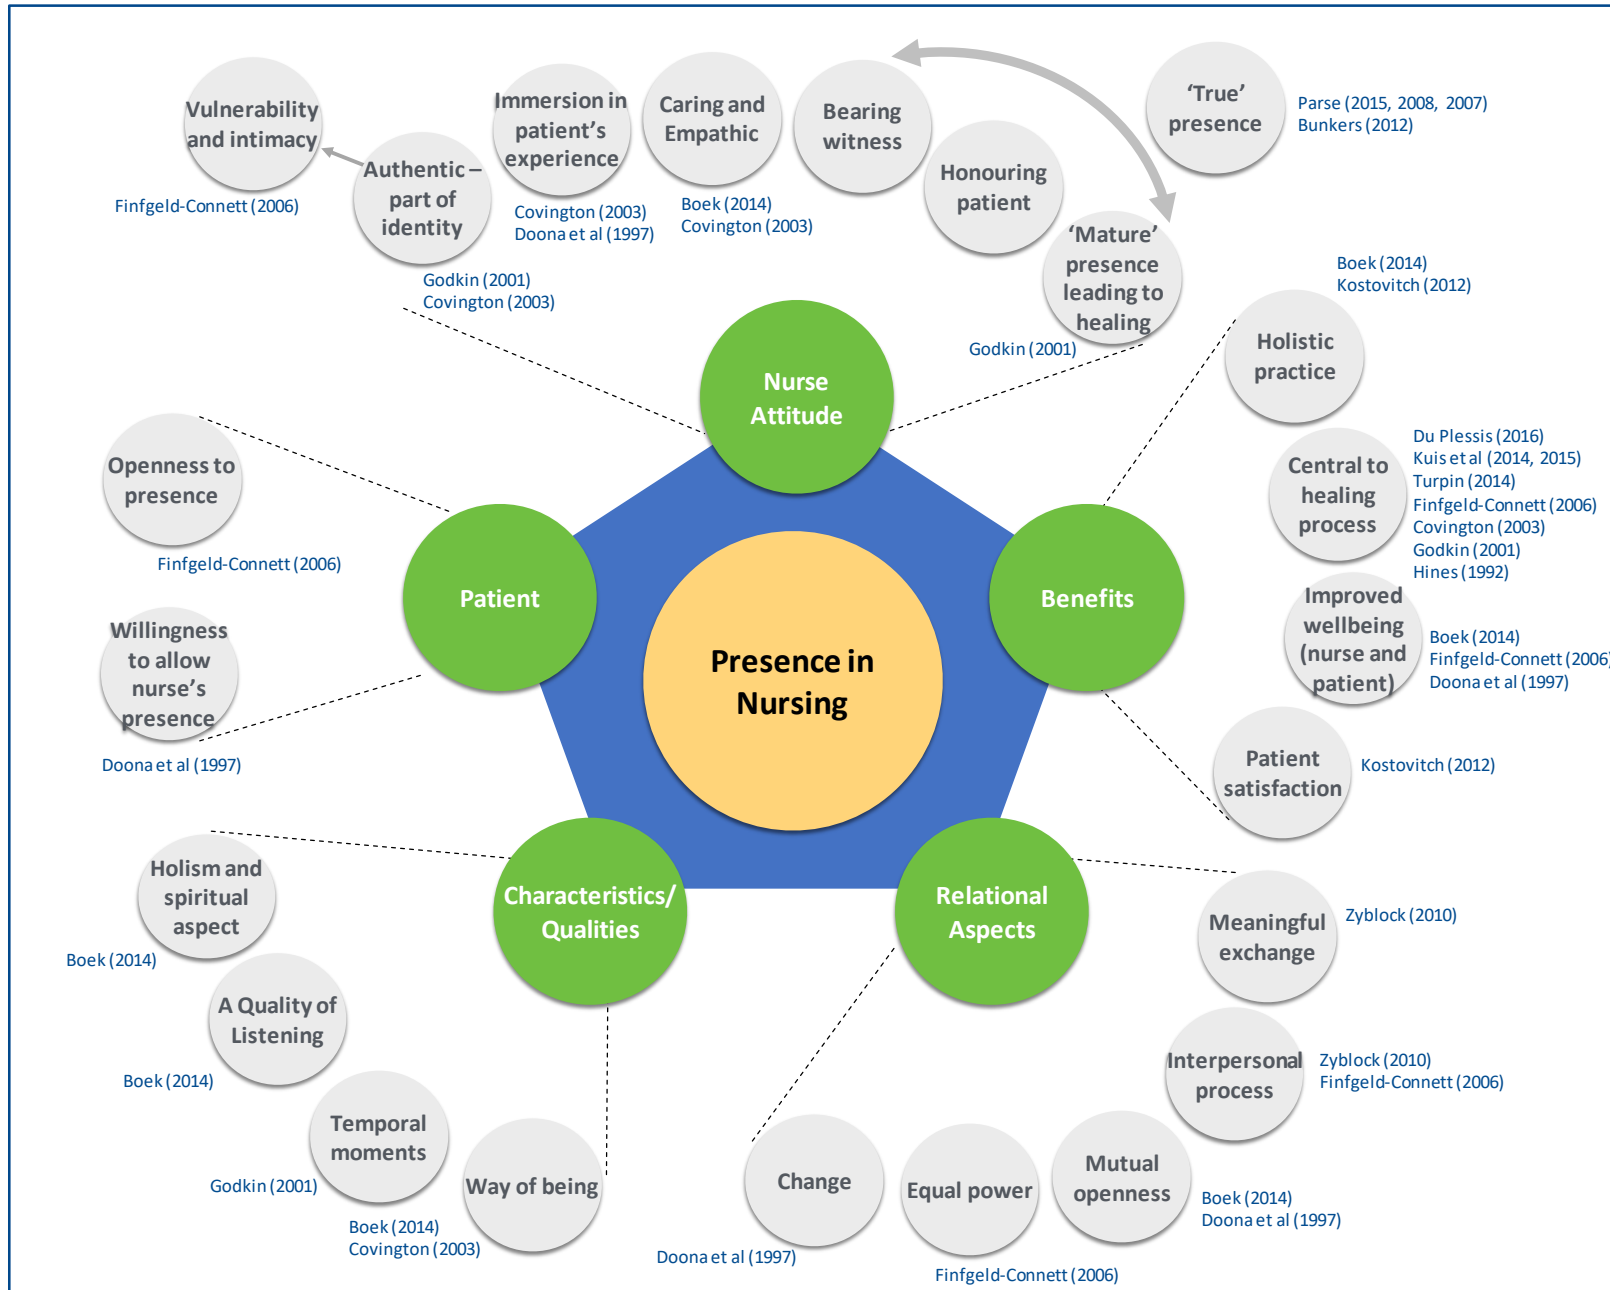 Vulnerability
and intimacy
Finfgeld-Connett (2006)
Authentic –
part of
identity
Godkin (2001)
Covington (2003)
Immersion in
patient's
experience
Covington (2003)
Doona et al (1997)
Caring and
Empathic
Boek (2014)
Covington (2003)
Bearing
witness
Honouring
patient
'Mature'
presence
leading to
healing
Godkin (2001)
'True'
presence
Parse (2015, 2008, 2007)
Bunkers (2012)
Nurse
Attitude
Boek (2014)
Kostovitch (2012)
Holistic
practice
Central to
healing
process
Du Plessis (2016)
Kuis et al (2014, 2015)
Turpin (2014)
Finfgeld-Connett (2006)
Covington (2003)
Godkin (2001)
Hines (1992)
Improved
wellbeing
(nurse and
patient)
Boek (2014)
Finfgeld-Connett (2006)
Doona et al (1997)
Patient
satisfaction
Kostovitch (2012)
Benefits
Openness to
presence
Finfgeld-Connett (2006)
Willingness
to allow
nurse's
presence
Doona et al (1997)
Patient
Presence in
Nursing
Characteristics/
Qualities
Holism and
spiritual
aspect
Boek (2014)
A Quality of
Listening
Boek (2014)
Temporal
moments
Godkin (2001)
Way of being
Boek (2014)
Covington (2003)
Relational
Aspects
Meaningful
exchange
Zyblock (2010)
Interpersonal
process
Zyblock (2010)
Finfgeld-Connett (2006)
Mutual
openness
Boek (2014)
Doona et al (1997)
Equal power
Finfgeld-Connett (2006)
Change
Doona et al (1997)